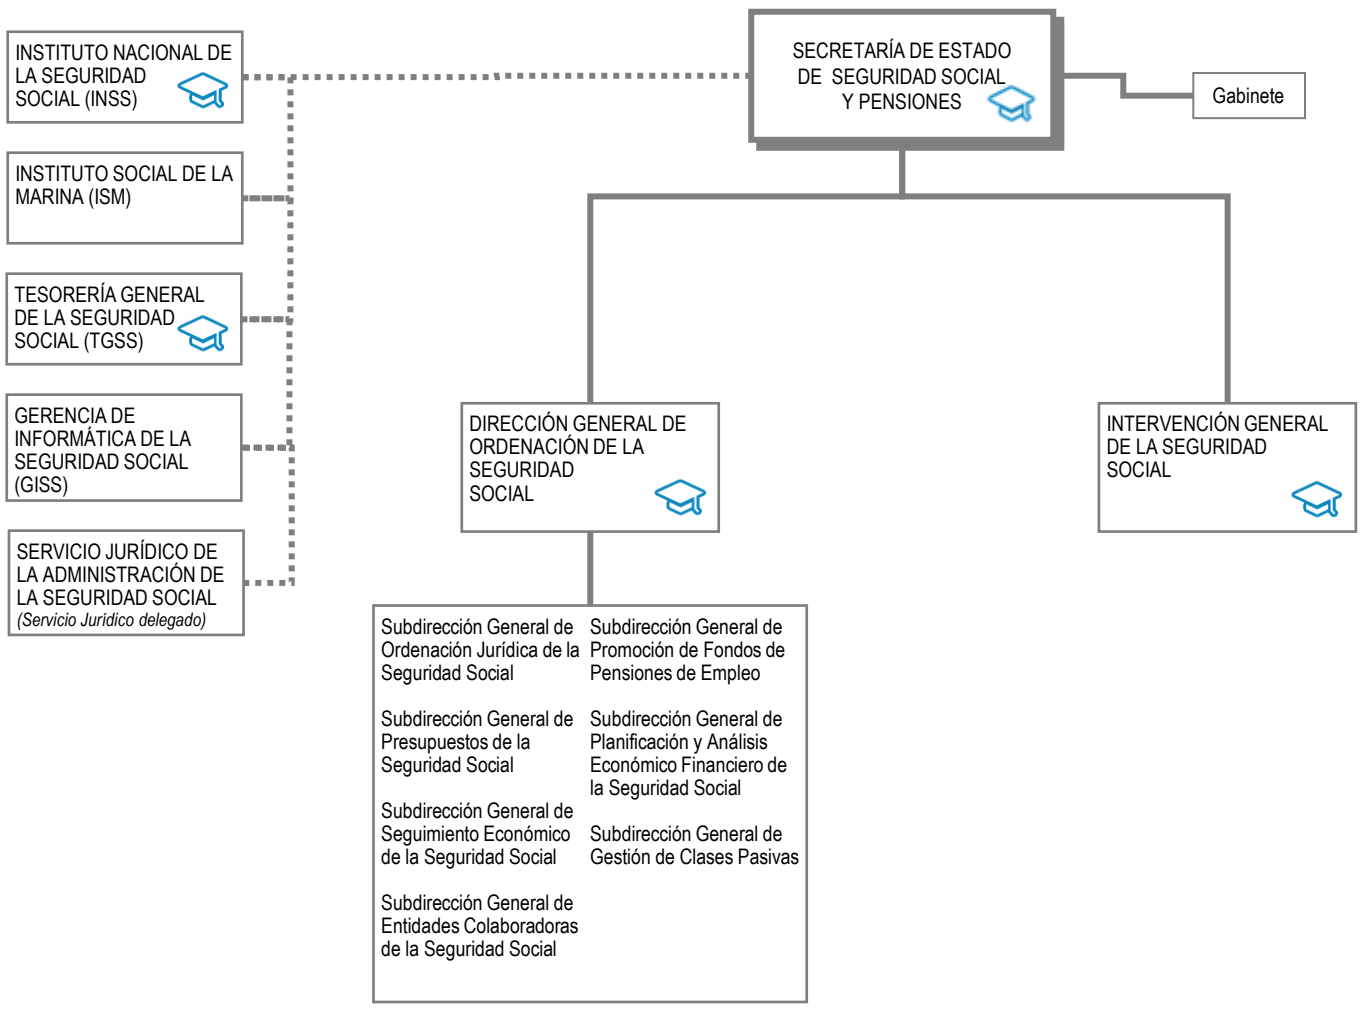 SECRETARÍA DE ESTADO
DE SEGURIDAD SOCIAL
Y PENSIONES
Gabinete
INSTITUTO NACIONAL DE
LA SEGURIDAD
SOCIAL (INSS)
INSTITUTO SOCIAL DE LA
MARINA (ISM)
TESORERÍA GENERAL
DE LA SEGURIDAD
SOCIAL (TGSS)
GERENCIA DE
INFORMÁTICA DE LA
SEGURIDAD SOCIAL
(GISS)
SERVICIO JURÍDICO DE
LA ADMINISTRACIÓN DE
LA SEGURIDAD SOCIAL
(Servicio Jurídico delegado)
DIRECCIÓN GENERAL DE
ORDENACIÓN DE LA
SEGURIDAD
SOCIAL
INTERVENCIÓN GENERAL
DE LA SEGURIDAD
SOCIAL
Subdirección General de
Ordenación Jurídica de la
Seguridad Social
Subdirección General de
Presupuestos de la
Seguridad Social
Subdirección General de
Seguimiento Económico
de la Seguridad Social
Subdirección General de
Entidades Colaboradoras
de la Seguridad Social
Subdirección General de
Promoción de Fondos de
Pensiones de Empleo
Subdirección General de
Planificación y Análisis
Económico Financiero de
la Seguridad Social
Subdirección General de
Gestión de Clases Pasivas